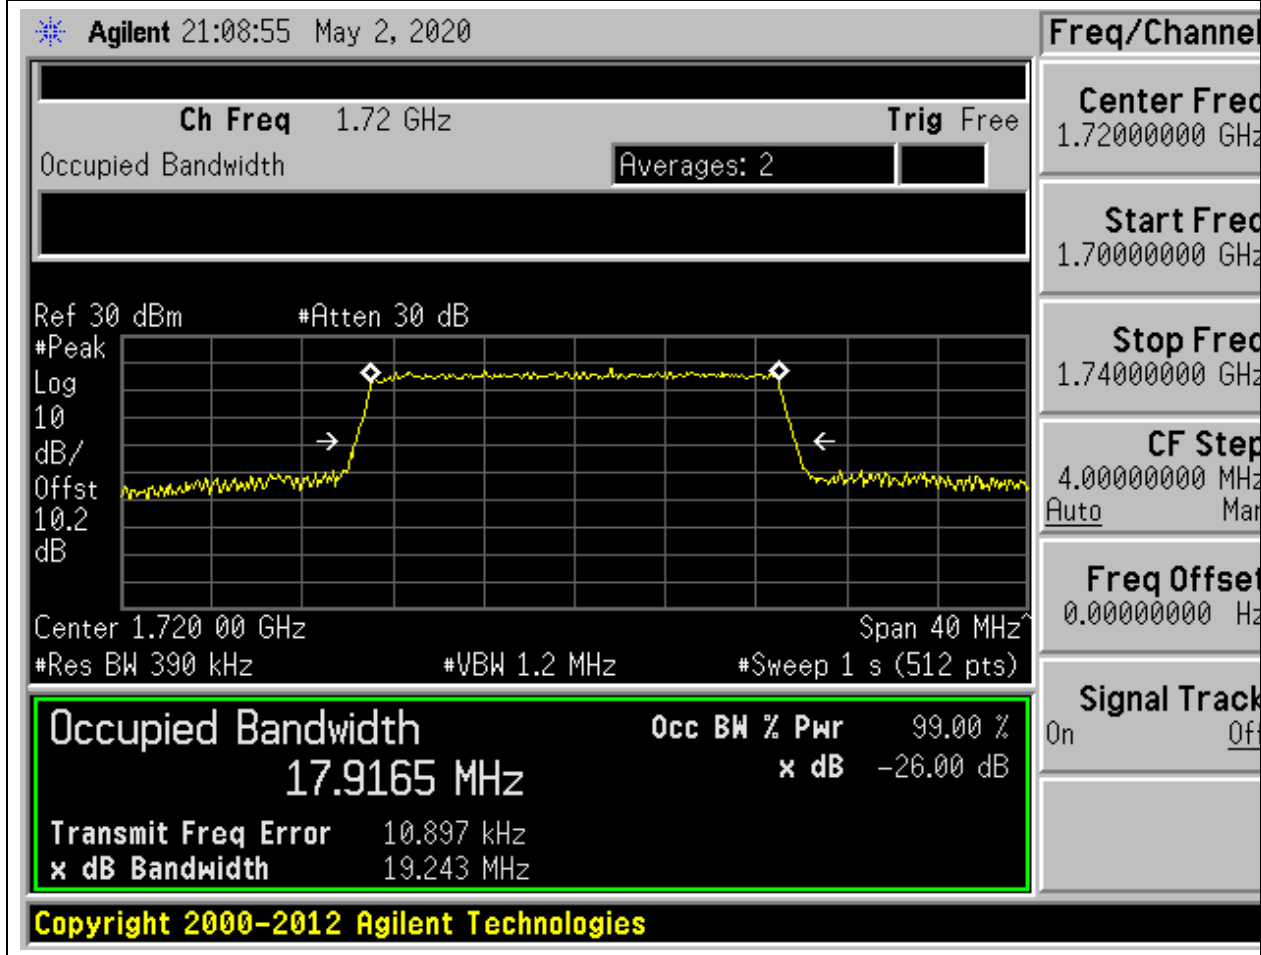 Agilent 21:08:55 May 2, 2020
Freq/Channel
Ch Freq 1.72 GHz Trig Free
Occupied Bandwidth Averages: 2
Center Freq
1.72000000 GHz
Start Freq
1.70000000 GHz
Stop Freq
1.74000000 GHz
CF Step
4.00000000 MHz
Auto Man
Freq Offset
0.00000000 Hz
Signal Track
On Off
Ref 30 dBm #Atten 30 dB
#Peak
Log
10
dB/
Offst
10.2
dB
Center 1.720 00 GHz Span 40 MHz^
#Res BW 390 kHz #VBW 1.2 MHz #Sweep 1 s (512 pts)
Occupied Bandwidth
17.9165 MHz
Occ BW % Pwr 99.00 %
x dB -26.00 dB
Transmit Freq Error 10.897 kHz
x dB Bandwidth 19.243 MHz
Copyright 2000-2012 Agilent Technologies